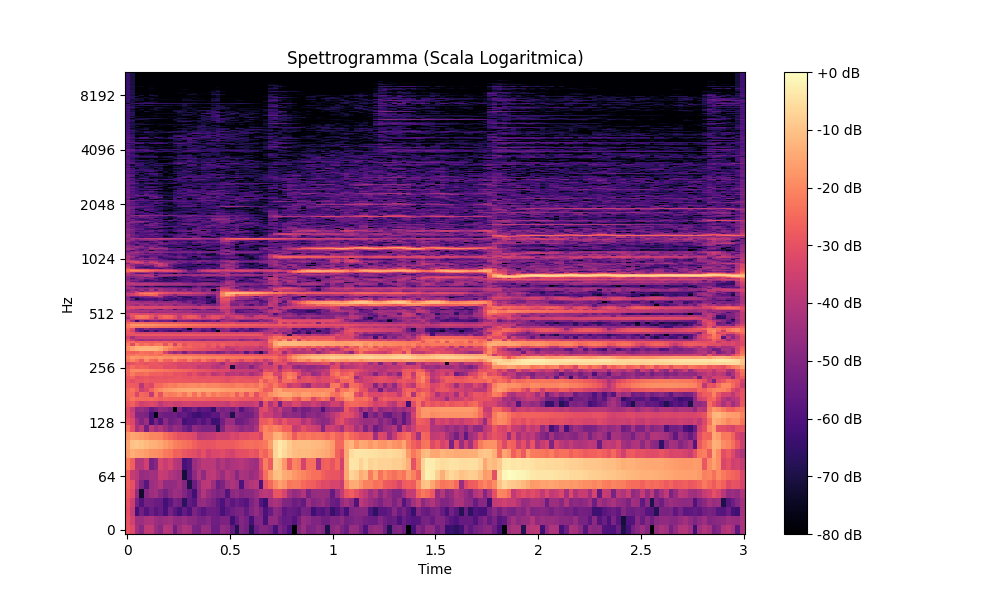 Spettrogramma (Scala Logaritmica)
Hz
8192
4096
2048
1024
512
256
128
64
0
0
0.5
1
1.5
2
2.5
3
Time
+0 dB
-10 dB
-20 dB
-30 dB
-40 dB
-50 dB
-60 dB
-70 dB
-80 dB